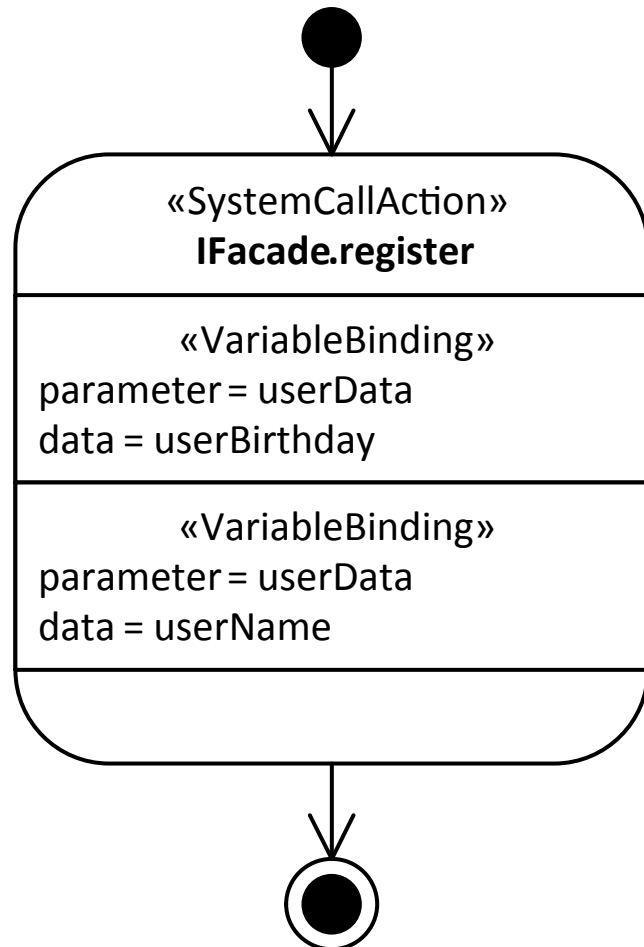 «SystemCallAction»
IFacade.register
«VariableBinding»
parameter = userData
data = userBirthday
«VariableBinding»
parameter = userData
data = userName